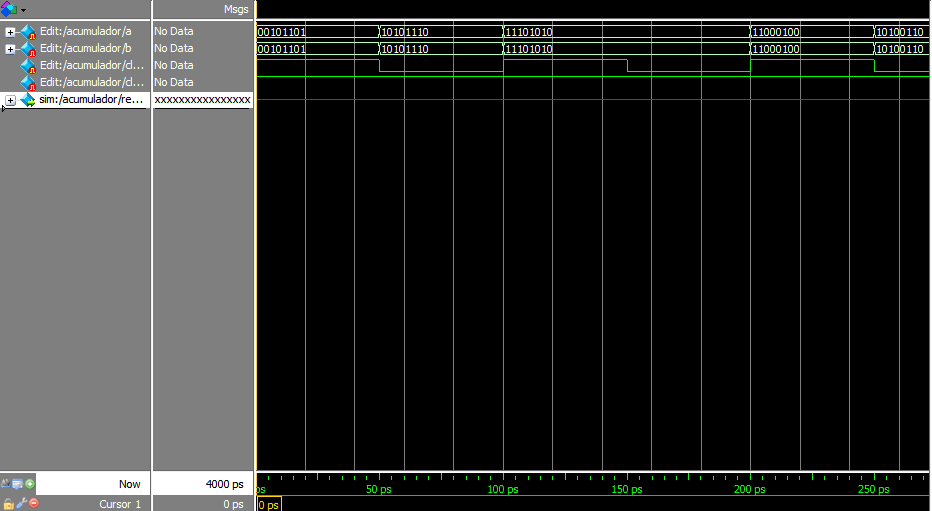 Msgs
Edit:/acumulador/a No Data 00101101 10101110 11101010 11000100 10100110
Edit:/acumulador/b No Data 00101101 10101110 11101010 11000100 10100110
Edit:/acumulador/cl... No Data
Edit:/acumulador/cl... No Data
sim:/acumulador/re... xxxxxxxxxxxxxxxx
Now 4000 ps ps 50 ps 100 ps 150 ps 200 ps 250 ps
Cursor 1 0 ps 0 ps